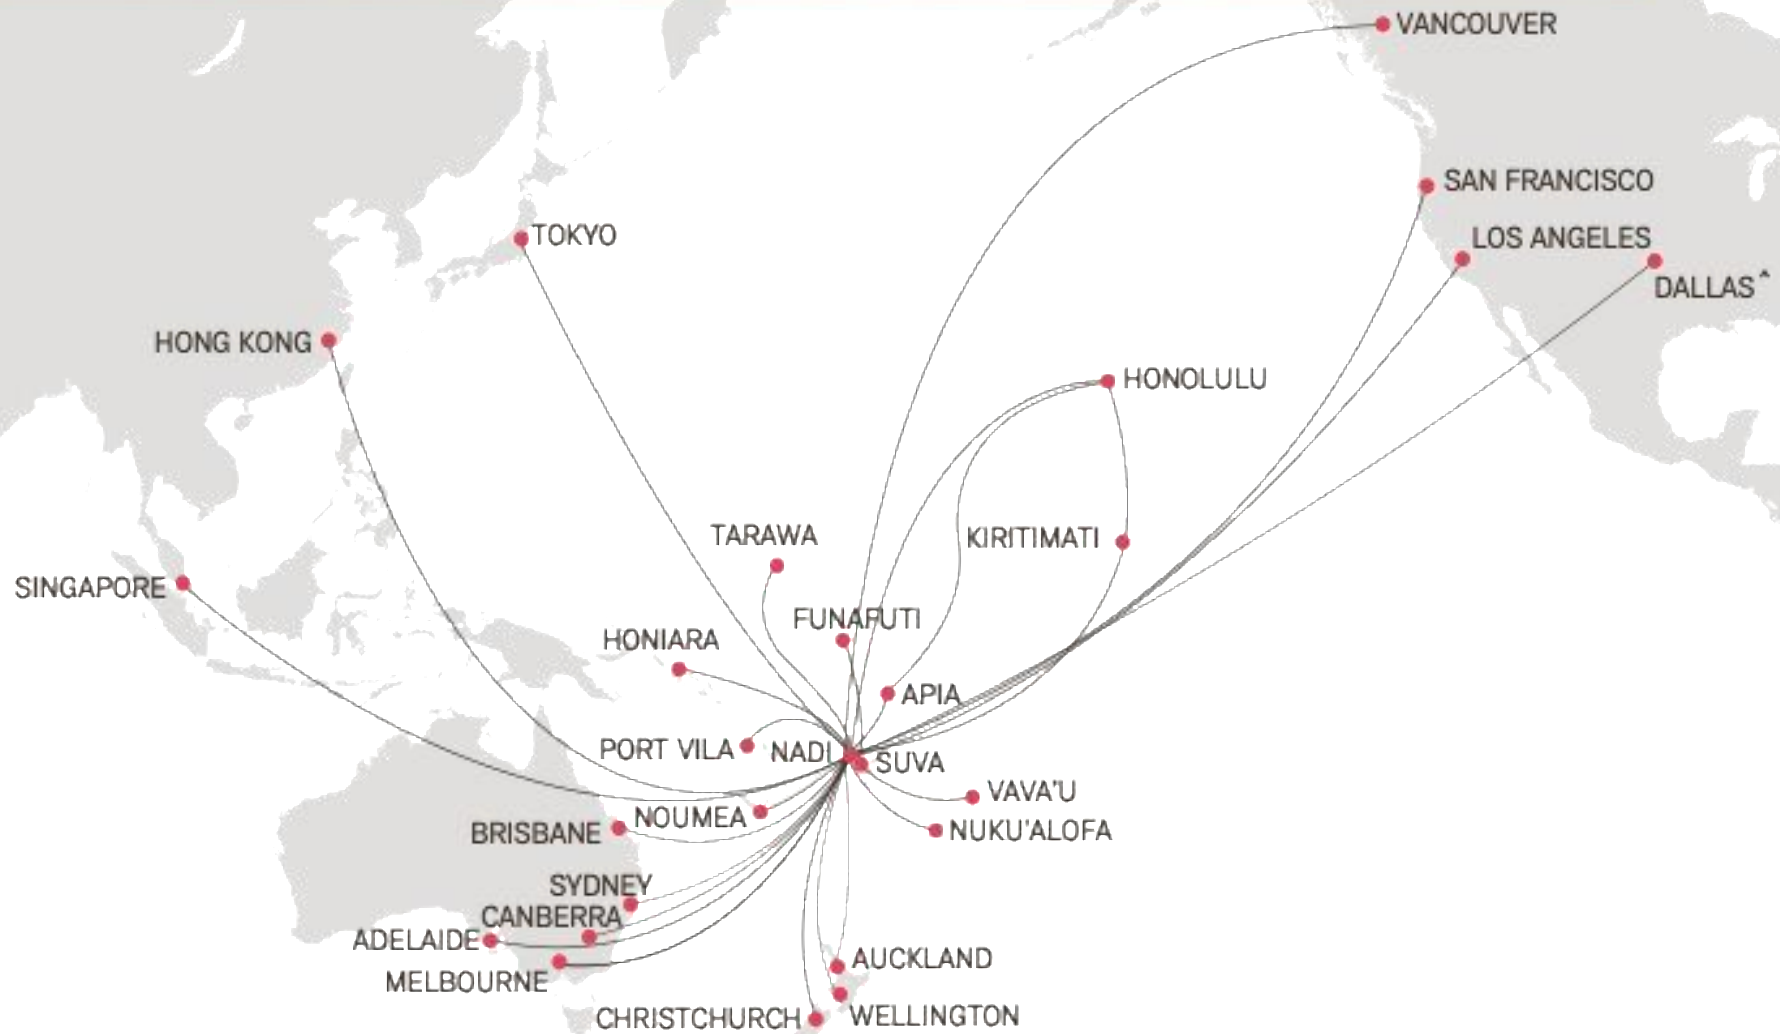 VANCOUVER
SAN FRANCISCO
LOS ANGELES
TOKYO
DALLAS^
HONG KONG
HONOLULU
TARAWA
KIRITIMATI
SINGAPORE
FUNAFUTI
HONIARA
APIA
PORT VILA
NADI
SUVA
VAVA'U
NOUMEA
BRISBANE
NUKU'ALOFA
SYDNEY
CANBERRA
ADELAIDE
AUCKLAND
MELBOURNE
CHRISTCHURCH
WELLINGTON